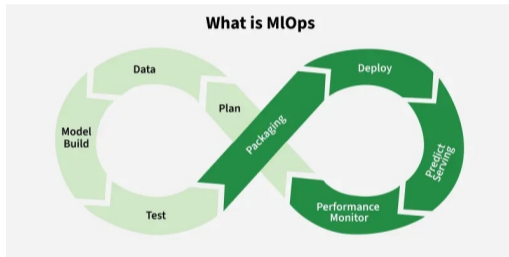 What is MlOps
Data
Deploy
Plan
Packaging
Model
Build
Predict
Serving
Test
Performance
Monitor